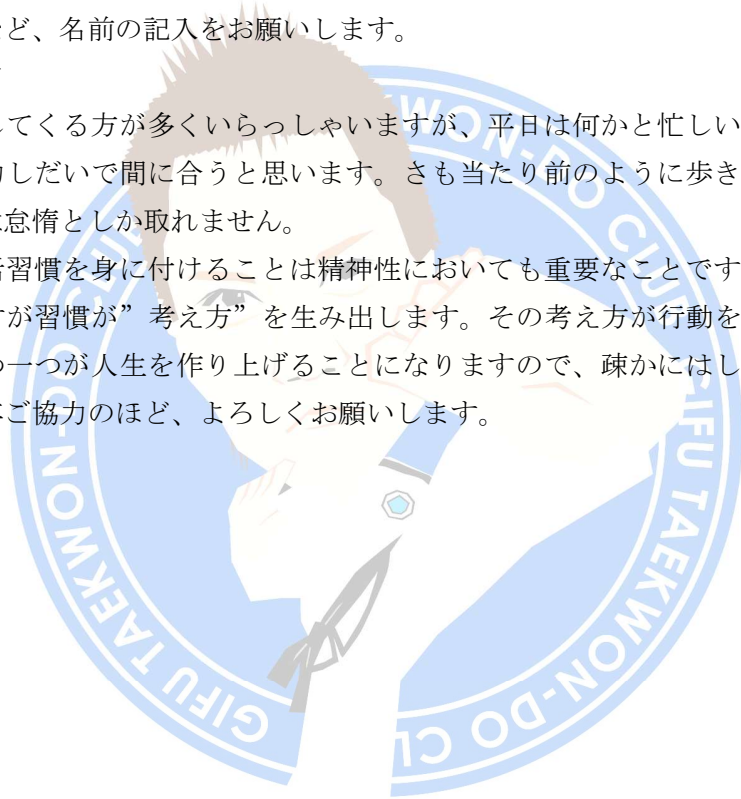 ど、名前の記入をお願いします。
てくる方が多くいらっしゃいますが、平日は何かと忙しい
しだいで間に合うと思います。さも当たり前のように歩き
怠惰としか取れません。
習慣を身に付けることは精神性においても重要なことです
が習慣が”考え方”を生み出します。その考え方が行動を
一つが人生を作り上げることになりますので、疎かにはし
ご協力のほど、よろしくお願いします。
GIFU TAEKWON-DO CLUB
GIFU TAEKWON-DO CL